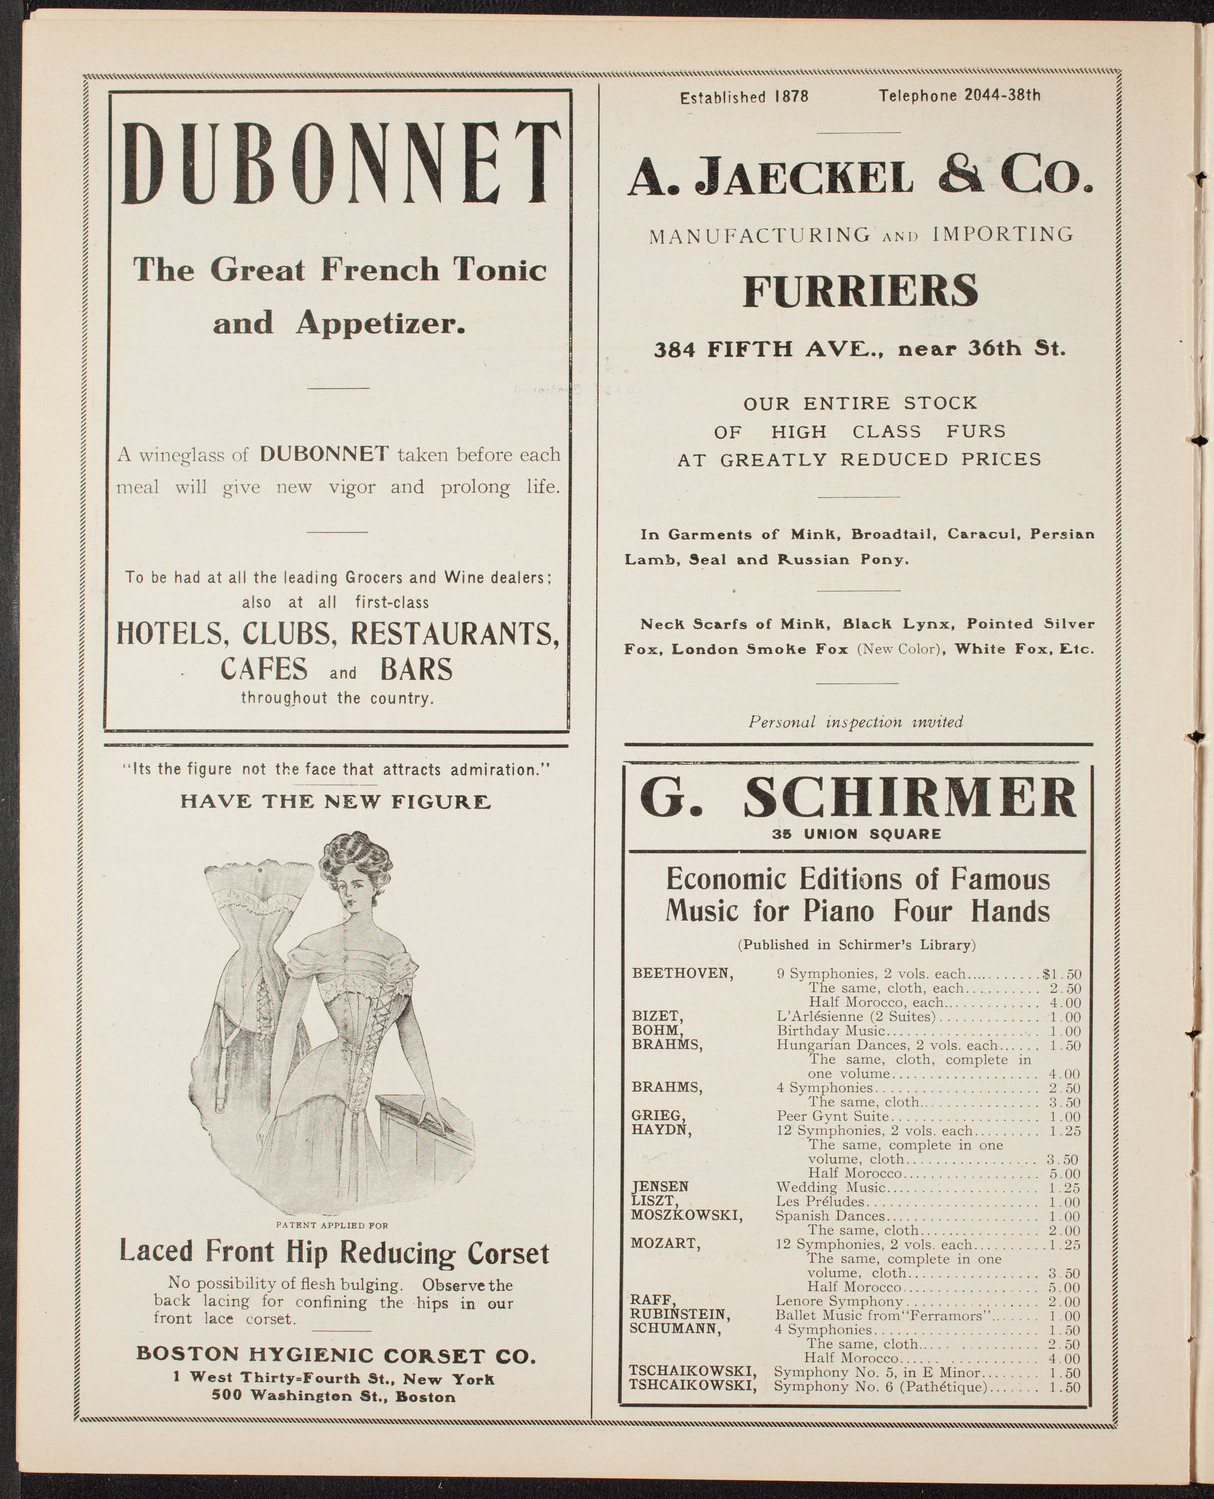 DUBONNET
The Great French Tonic
and Appetizer.
A wineglass of DUBONNET taken before each
meal will give new vigor and prolong life.
To be had at all the leading Grocers and Wine dealers;
also at all first-class
HOTELS, CLUBS, RESTAURANTS,
CAFES and BARS
throughout the country.
"Its the figure not the face that attracts admiration."
HAVE THE NEW FIGURE
PATENT APPLIED FOR
Laced Front Hip Reducing Corset
No possibility of flesh bulging. Observe the
back lacing for confining the hips in our
front lace corset.
BOSTON HYGIENIC CORSET CO.
1 West Thirty=Fourth St., New York
500 Washington St., Boston
Established 1878 Telephone 2044-38th
A. JAECKEL & CO.
MANUFACTURING AND IMPORTING
FURRIERS
384 FIFTH AVE., near 36th St.
OUR ENTIRE STOCK
OF HIGH CLASS FURS
AT GREATLY REDUCED PRICES
In Garments of Mink, Broadtail, Caracul, Persian
Lamb, Seal and Russian Pony.
Neck Scarfs of Mink, Black Lynx, Pointed Silver
Fox, London Smoke Fox (New Color), White Fox, Etc.
Personal inspection invited
G. SCHIRMER
35 UNION SQUARE
Economic Editions of Famous
Music for Piano Four Hands
(Published in Schirmer's Library)
BEETHOVEN, 9 Symphonies, 2 vols. each..........$1.50
The same, cloth, each.......... 2.50
Half Morocco, each............. 4.00
BIZET, L'Arlésienne (2 Suites)............. 1.00
BOHM, Birthday Music.................... 1.00
BRAHMS, Hungarian Dances, 2 vols. each...... 1.50
The same, cloth, complete in
one volume................... 4.00
BRAHMS, 4 Symphonies...................... 2.50
The same, cloth................ 3.50
GRIEG, Peer Gynt Suite.................... 1.00
HAYDN, 12 Symphonies, 2 vols. each......... 1.25
The same, complete in one
volume, cloth.................. 3.50
Half Morocco.................. 5.00
JENSEN Wedding Music.................... 1.25
LISZT, Les Préludes....................... 1.00
MOSZKOWSKI, Spanish Dances.................... 1.00
The same, cloth................ 2.00
MOZART, 12 Symphonies, 2 vols. each..........1.25
The same, complete in one
volume, cloth................. 3.50
Half Morocco.................. 5.00
RAFF, Lenore Symphony.................. 2.00
RUBINSTEIN, Ballet Music from "Ferramors"....... 1.00
SCHUMANN, 4 Symphonies...................... 1.50
The same, cloth................ 2.50
Half Morocco.................. 4.00
TSCHAIKOWSKI, Symphony No. 5, in E Minor........ 1.50
TSHCAIKOWSKI, Symphony No. 6 (Pathétique)....... 1.50